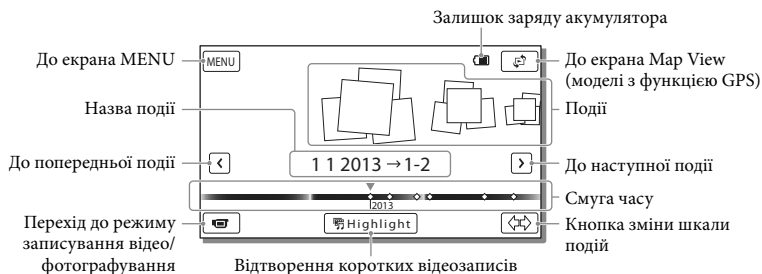 Залишок заряду акумулятора
До екрана MENU
MENU
До екрана Map View
(моделі з функцією GPS)
Назва події
Події
До попередньої події
1 1 2013 →1-2
До наступної події
2013
Смуга часу
Перехід до режиму
записування відео/
фотографування
Highlight
Кнопка зміни шкали
подій
Відтворення коротких відеозаписів